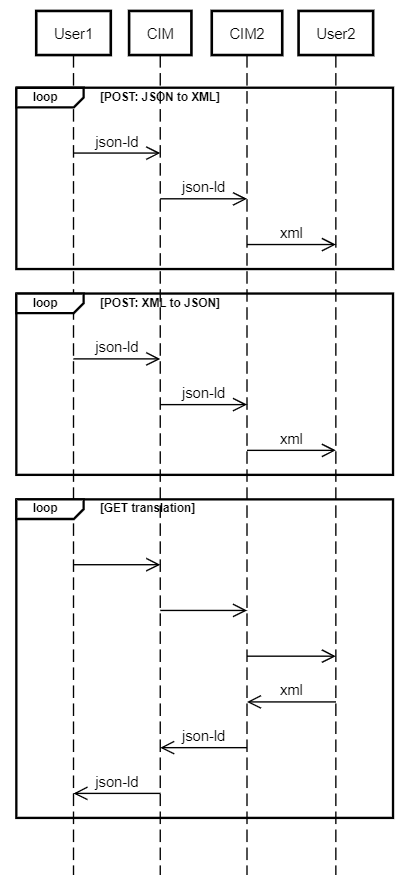 User1 CIM CIM2 User2
loop [POST: JSON to XML]
json-ld
json-ld
xml
loop [POST: XML to JSON]
json-ld
json-ld
xml
loop [GET translation]
xml
json-ld
json-ld